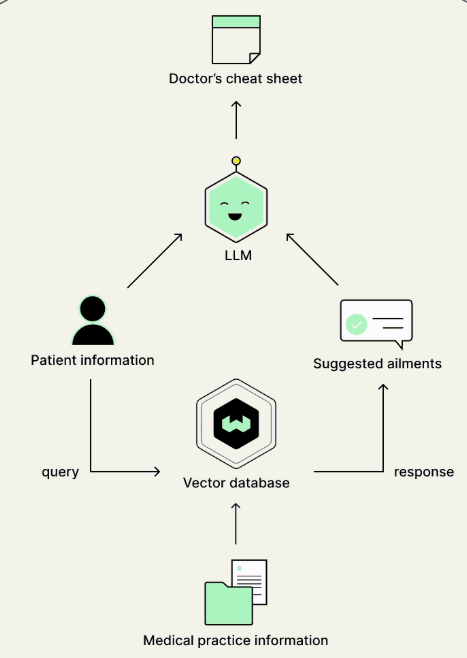 Doctor's cheat sheet
LLM
Patient information
Suggested ailments
query
Vector database
response
Medical practice information